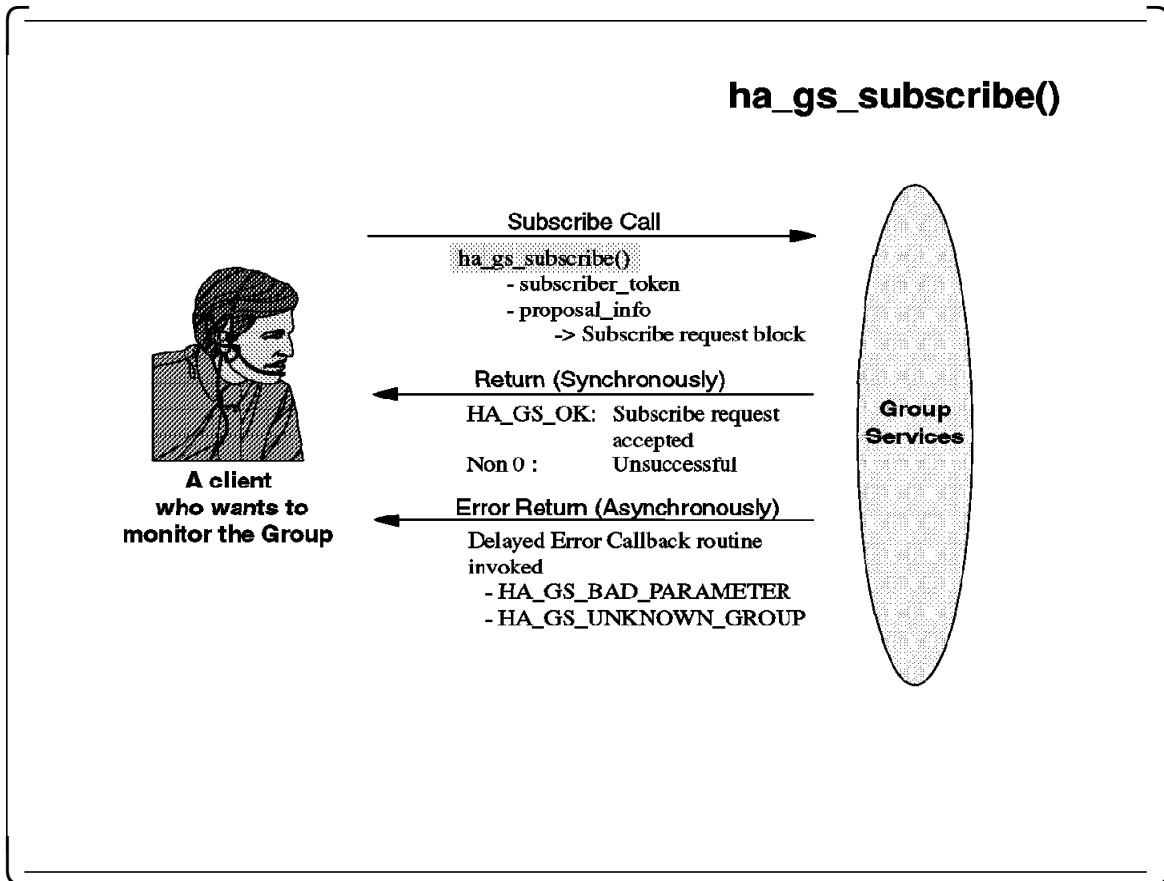 ha_gs_subscribe()
Subscribe Call
ha_gs_subscribe()
- subscriber_token
- proposal_info
-> Subscribe request block
Return (Synchronously)
HA_GS_OK: Subscribe request
accepted
Non 0 : Unsuccessful
Error Return (Asynchronously)
Delayed Error Callback routine
invoked
- HA_GS_BAD_PARAMETER
- HA_GS_UNKNOWN_GROUP
A client
who wants to
monitor the Group
Group
Services